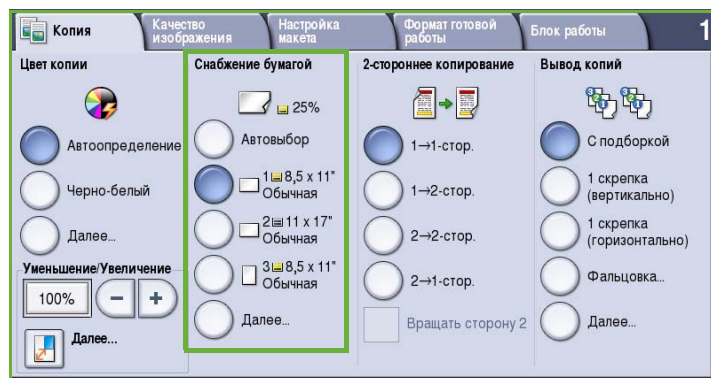 Копия
Качество
изображения
Настройка
макета
Формат готовой
работы
Блок работы
1
Цвет копии
Автоопределение
Черно-белый
Далее...
Уменьшение/Увеличение
100%
−
+
Далее...
Снабжение бумагой
25%
Автовыбор
1 8,5 x 11"
Обычная
2 11 x 17"
Обычная
3 8,5 x 11"
Обычная
Далее...
2-стороннее копирование
1→1-стор.
1→2-стор.
2→2-стор.
2→1-стор.
Вращать сторону 2
Вывод копий
С подборкой
1 скрепка
(вертикально)
1 скрепка
(горизонтально)
Фальцовка...
Далее...